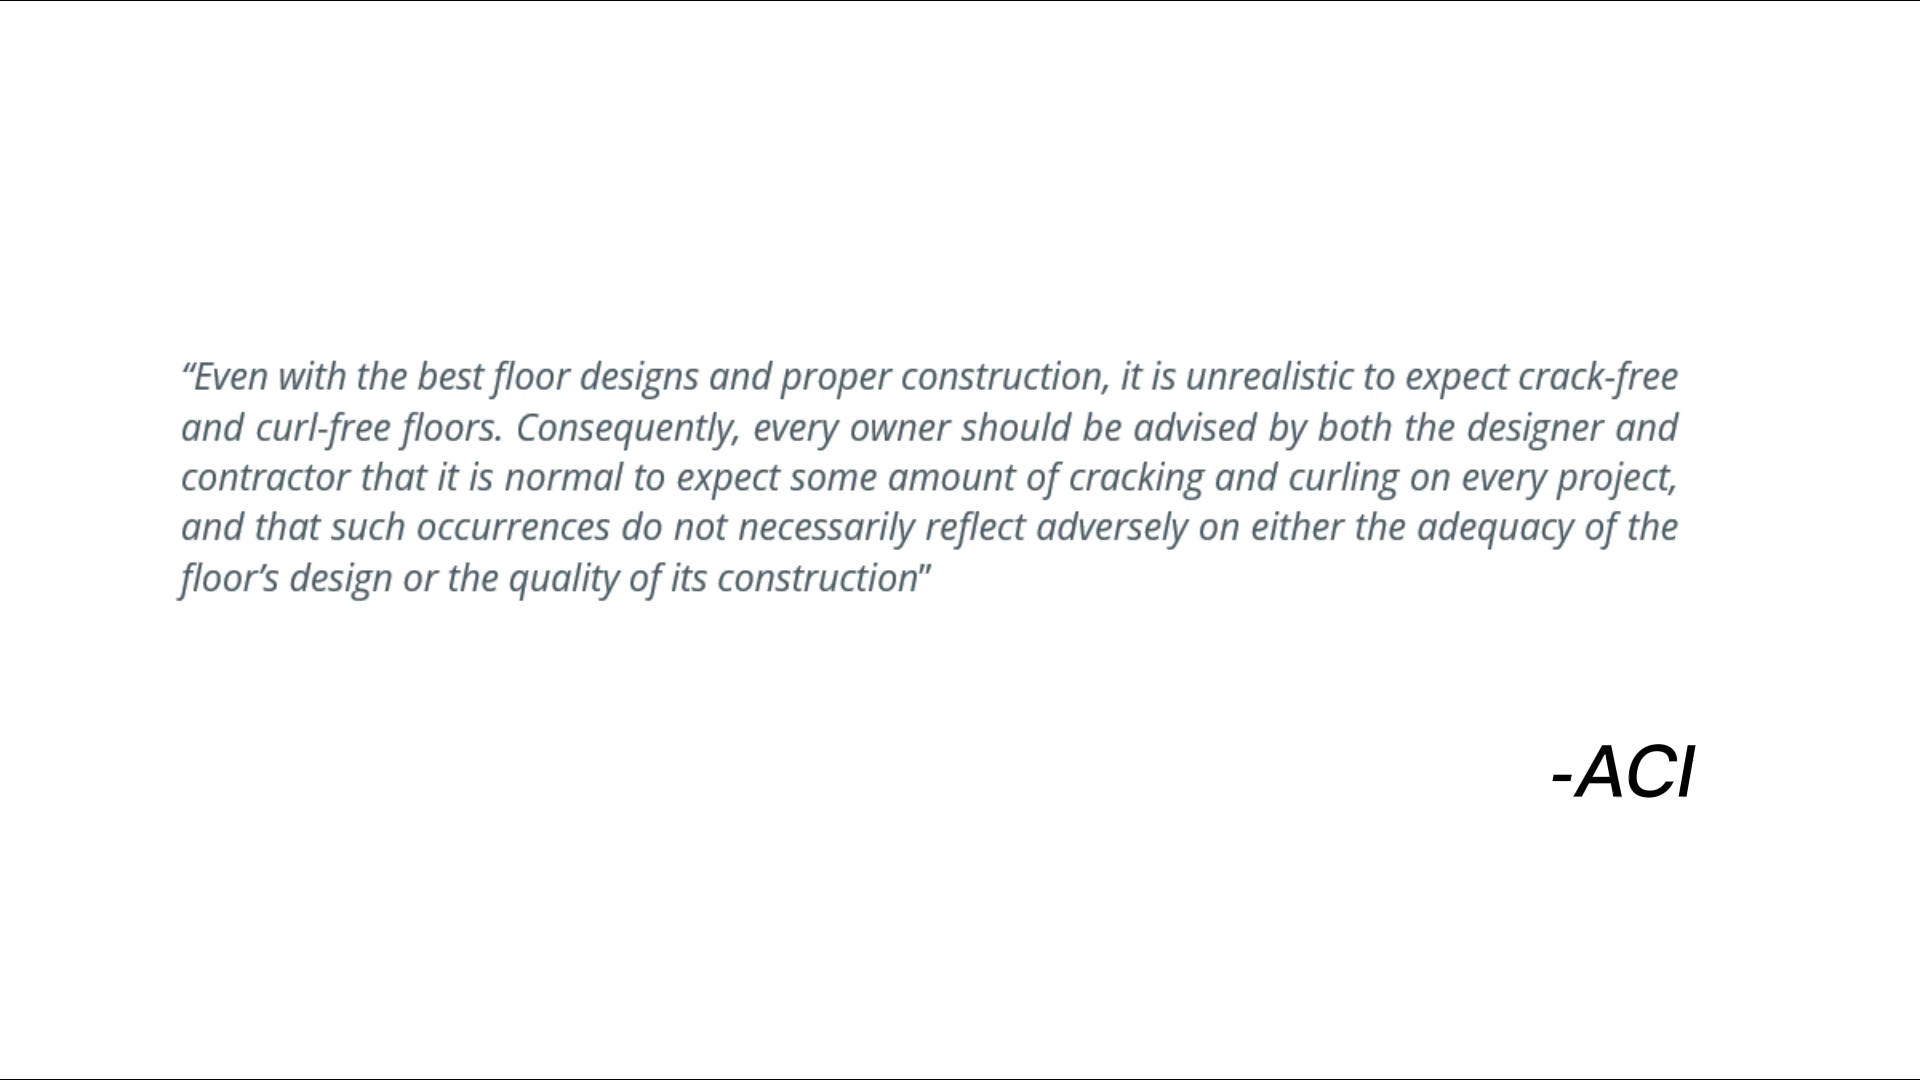 “Even with the best floor designs and proper construction, it is unrealistic to expect crack-free
and curl-free floors. Consequently, every owner should be advised by both the designer and
contractor that it is normal to expect some amount of cracking and curling on every project,
and that such occurrences do not necessarily reflect adversely on either the adequacy of the
floor’s design or the quality of its construction”
-ACI